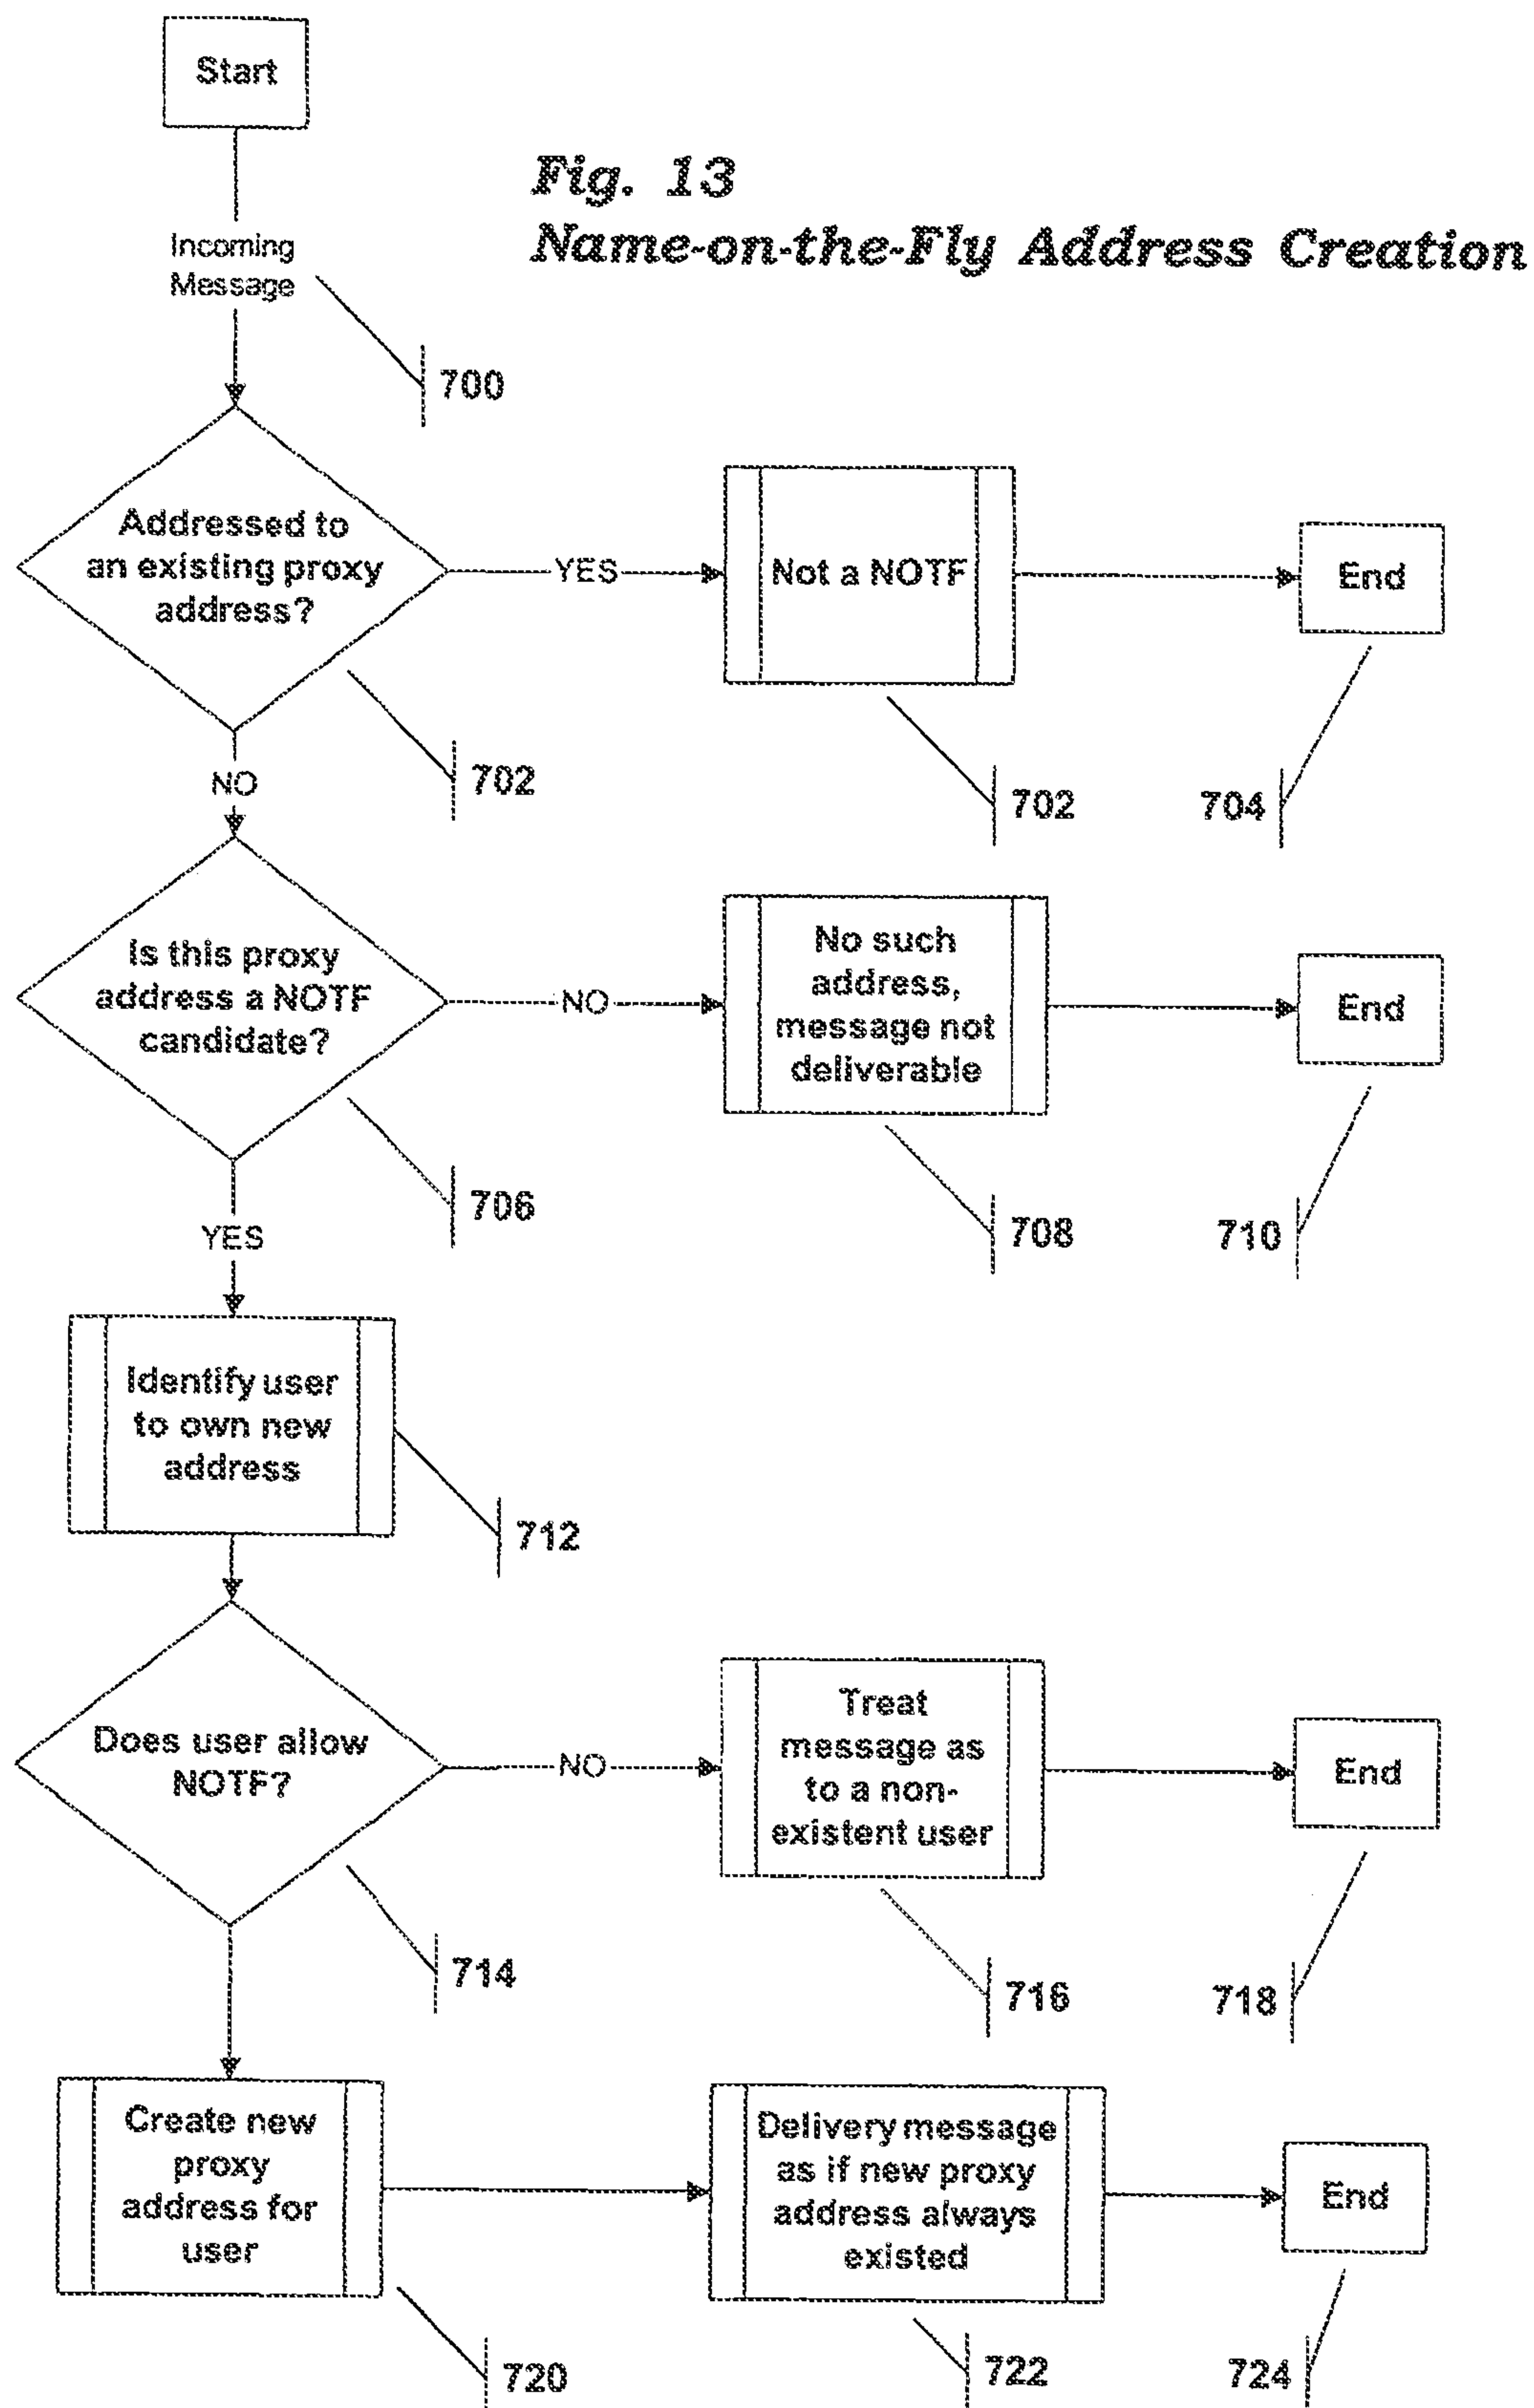 Start
Fig. 13
Name-on-the-Fly Address Creation
Incoming
Message
700
Addressed to
an existing proxy
address?
YES
Not a NOTF
End
702
702
704
NO
Is this proxy
address a NOTF
candidate?
NO
No such
address,
message not
deliverable
End
706
708
710
YES
Identify user
to own new
address
712
Does user allow
NOTF?
NO
Treat
message as
to a non-
existent user
End
714
716
718
Create new
proxy
address for
user
Delivery message
as if new proxy
address always
existed
End
720
722
724